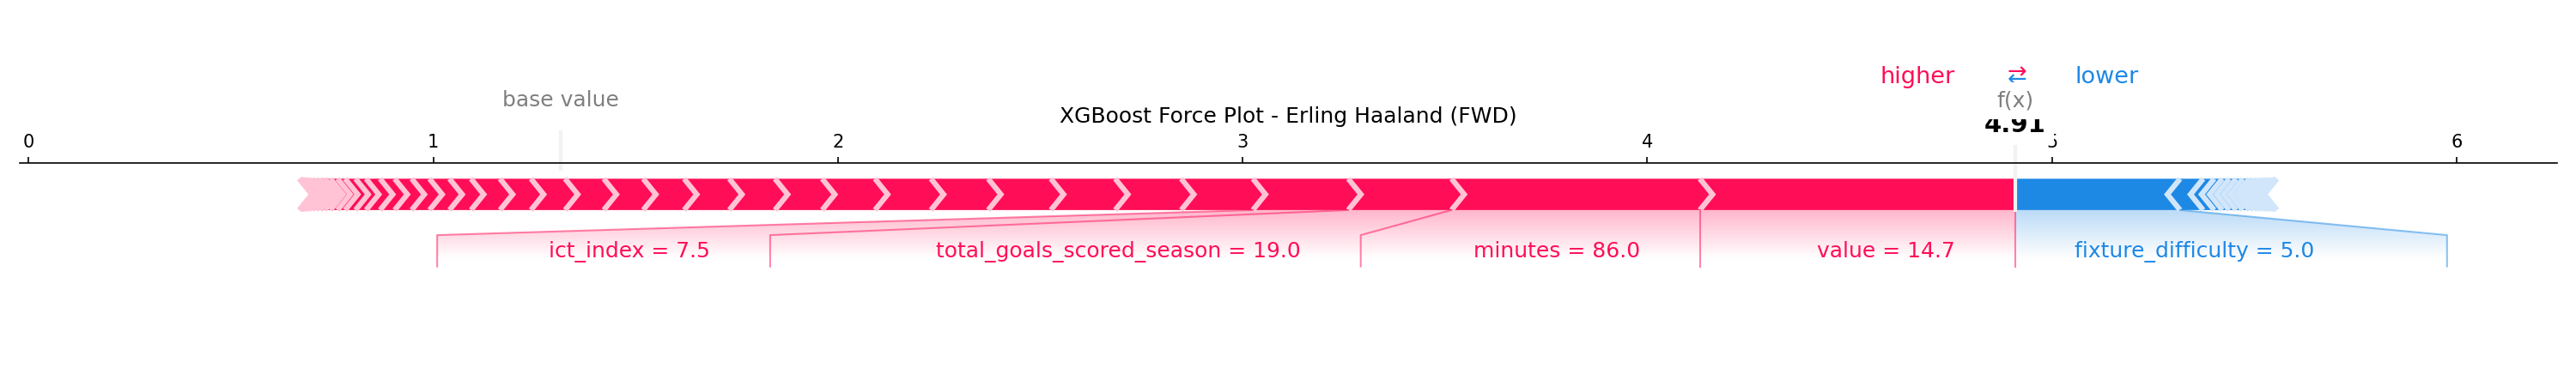 higher ⇄ lower
base value
f(x)
XGBoost Force Plot - Erling Haaland (FWD)
4.91
0 1 2 3 4 5 6
ict_index = 7.5 total_goals_scored_season = 19.0 minutes = 86.0 value = 14.7 fixture_difficulty = 5.0